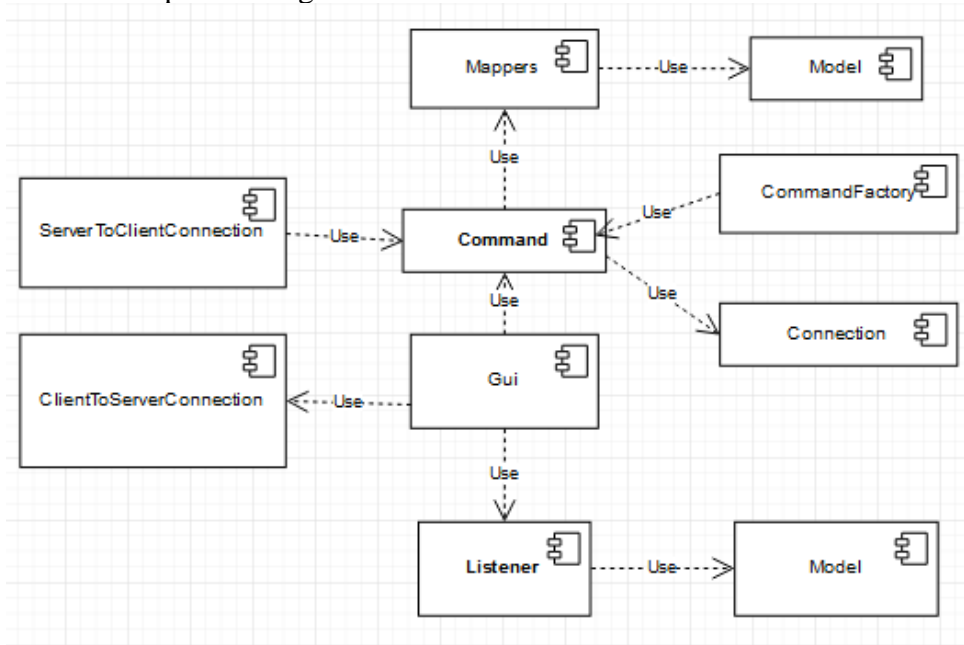 Mappers
Use
Model
Use
CommandFactory
ServerToClientConnection
Use
Use
Command
Use
Use
Connection
ClientToServerConnection
Use
Gui
Use
Listener
Use
Model